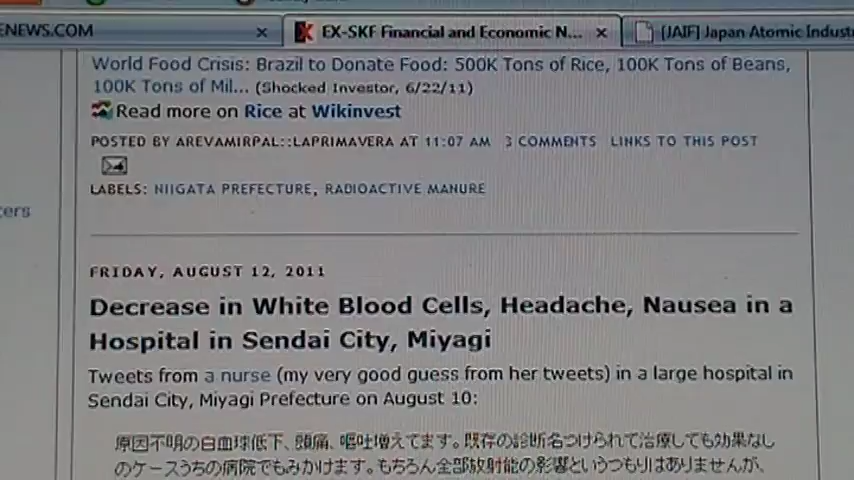 ENEWS.COM
EX-SKF Financial and Economic N...
[JAIF] Japan Atomic Indust
World Food Crisis: Brazil to Donate Food: 500K Tons of Rice, 100K Tons of Beans,
100K Tons of Mil... (Shocked Investor, 6/22/11)
Read more on Rice at Wikinvest
POSTED BY AREVAMIRPAL::LAPRIMAVERA AT 11:07 AM 3 COMMENTS LINKS TO THIS POST
LABELS: NIIGATA PREFECTURE, RADIOACTIVE MANURE
FRIDAY, AUGUST 12, 2011
Decrease in White Blood Cells, Headache, Nausea in a
Hospital in Sendai City, Miyagi
Tweets from a nurse (my very good guess from her tweets) in a large hospital in
Sendai City, Miyagi Prefecture on August 10:
原因不明の白血球低下、頭痛、嘔吐増えてます。既存の診断名つけられて治療しても効果なし
のケースうちの病院でもみかけます。もちろん全部放射能の影響というつもりはありませんが、